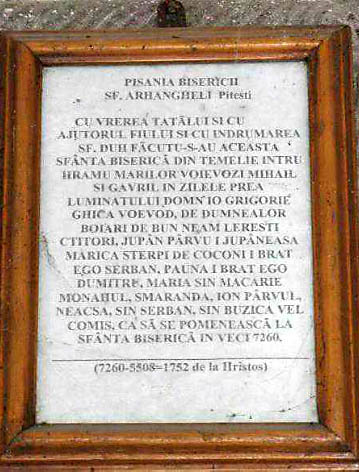 PISANIA BISERICII
SF. ARHANGHELI Pitesti
CU VREREA TATĂLUI SI CU
AJUTORUL FIULUI SI CU INDRUMAREA
SF. DUH FĂCUTU-S-AU ACEASTA
SFÂNTA BISERICĂ DIN TEMELIE INTRU
HRAMU MARILOR VOIEVOZI MIHAIL
SI GAVRIL IN ZILELE PREA
LUMINATULUI DOMN IO GRIGORIE
GHICA VOEVOD, DE DUMNEALOR
BOIARI DE BUN NEAM LERESTI
CTITORI, JUPÂN PÂRVU I JUPÂNEASA
MARICA STERPI DE COCONI I BRAT
EGO SERBAN, PAUNA I BRAT EGO
DUMITRE, MARIA SIN MACARIE
MONAHUL, SMARANDA, ION PÂRVUL,
NEACSA, SIN SERBAN, SIN BUZICA VEL
COMIS, CA SĂ SE POMENEASCĂ LA
SFÂNTA BISERICĂ IN VECI 7260.
(7260-5508=1752 de la Hristos)